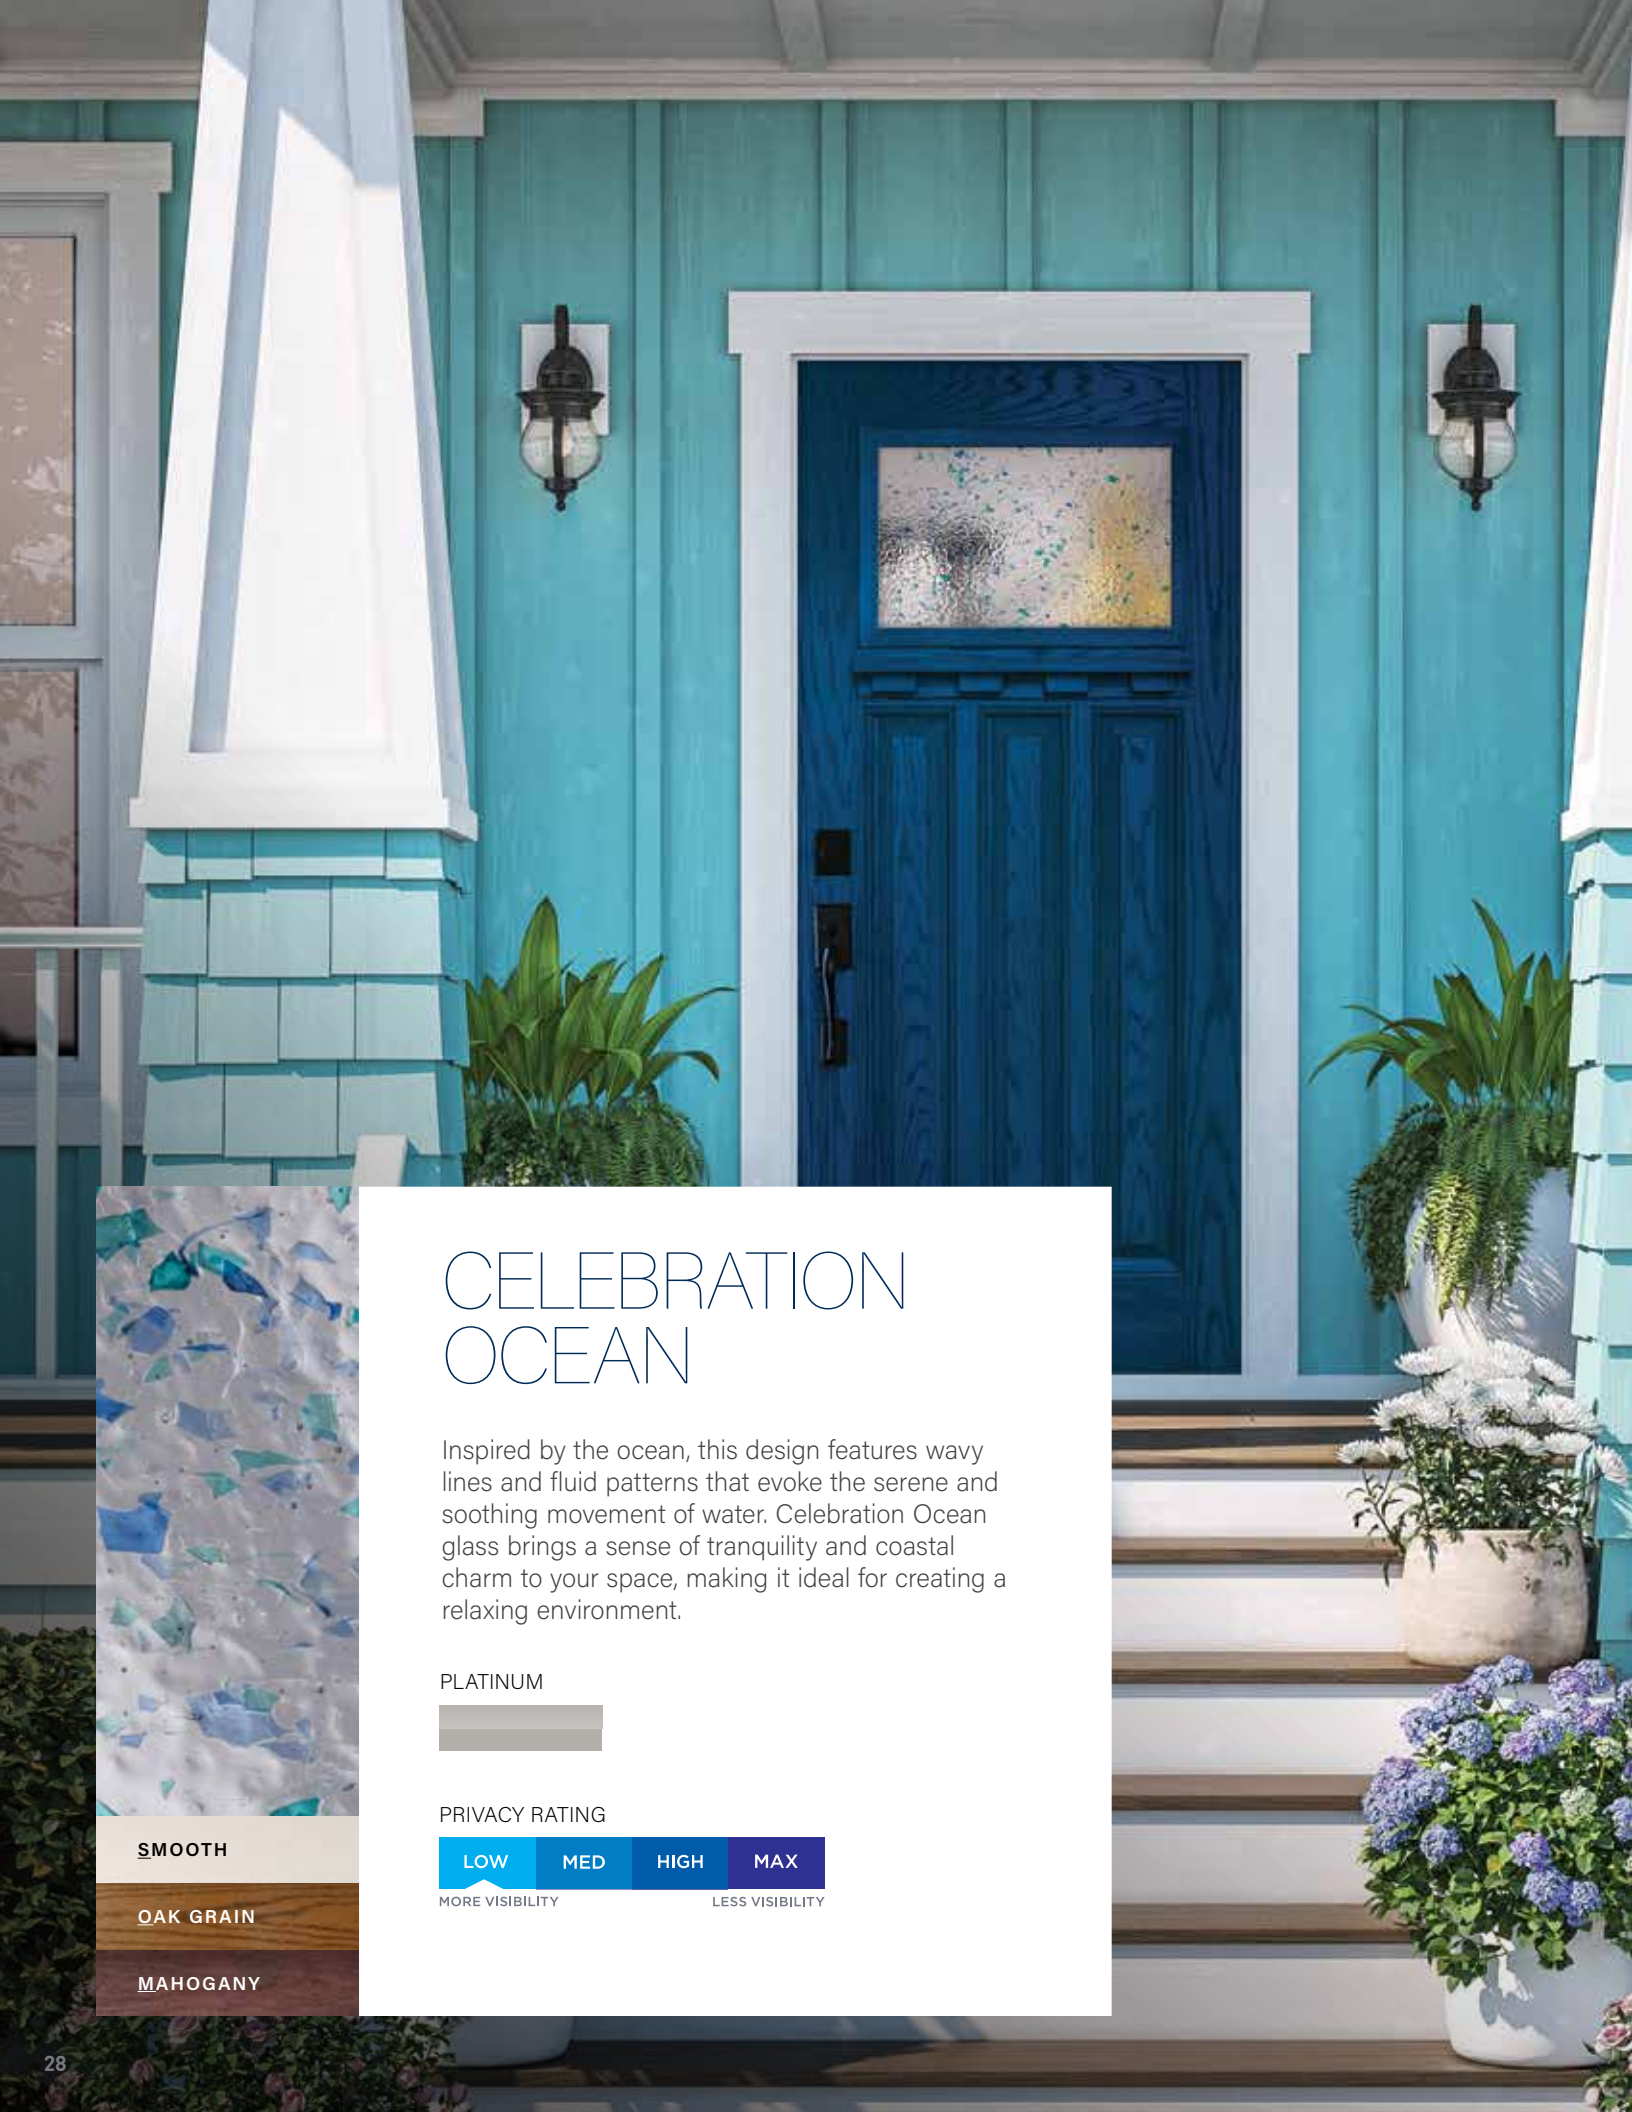 CELEBRATION
OCEAN
Inspired by the ocean, this design features wavy
lines and fluid patterns that evoke the serene and
soothing movement of water. Celebration Ocean
glass brings a sense of tranquility and coastal
charm to your space, making it ideal for creating a
relaxing environment.
PLATINUM
PRIVACY RATING
LOW MED HIGH MAX
MORE VISIBILITY LESS VISIBILITY
SMOOTH
OAK GRAIN
MAHOGANY
28